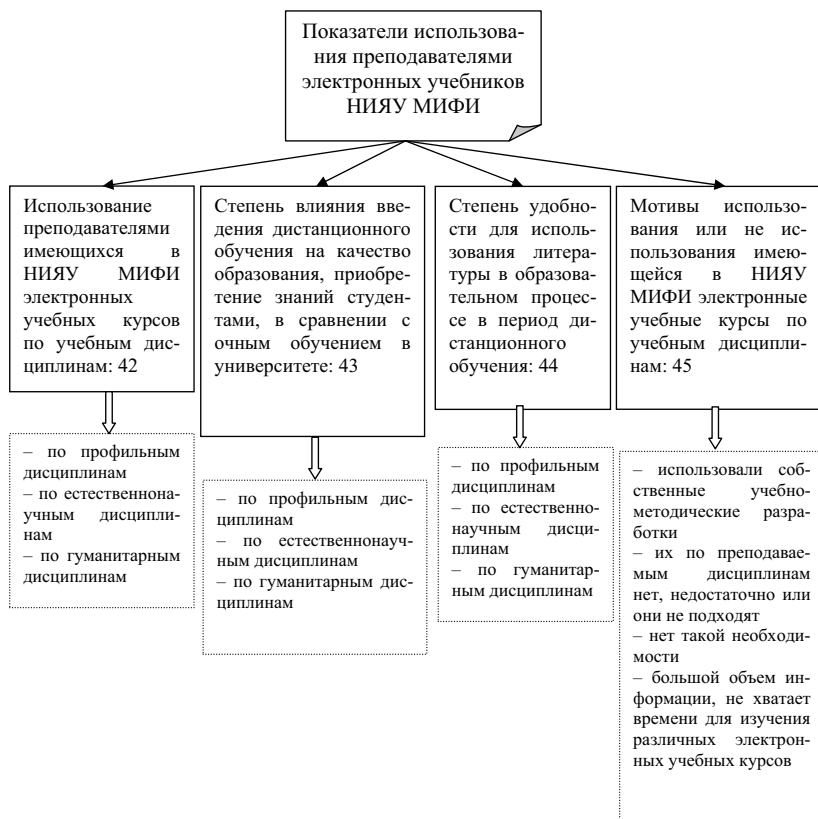 Показатели использова-
ния преподавателями
электронных учебников
НИЯУ МИФИ
Использование
преподавателями
имеющихся в
НИЯУ МИФИ
электронных
учебных курсов
по учебным дис-
циплинам: 42
Степень влияния вве-
дения дистанционного
обучения на качество
образования, приобре-
тение знаний студен-
тами, в сравнении с
очным обучением в
университете: 43
Степень удобно-
сти для исполь-
зования литера-
туры в образова-
тельном процес-
се в период ди-
станционного
обучения: 44
Мотивы использо-
вания или не ис-
пользования имею-
щейся в НИЯУ
МИФИ электронные
учебные курсы по
учебным дисципли-
нам: 45
– по профильным
дисциплинам
– по естественнона-
учным дисципли-
нам
– по гуманитарным
дисциплинам
– по профильным дис-
циплинам
– по естественнонауч-
ным дисциплинам
– по гуманитарным дис-
циплинам
– по профильным
дисциплинам
– по естественно-
научным дисци-
плинам
– по гуманитар-
ным дисциплинам
– использовали соб-
ственные учебно-
методические разра-
ботки
– их по преподавае-
мым дисциплинам
нет, недостаточно или
они не подходят
– нет такой необходи-
мости
– большой объем ин-
формации, не хватает
времени для изучения
различных электрон-
ных учебных курсов